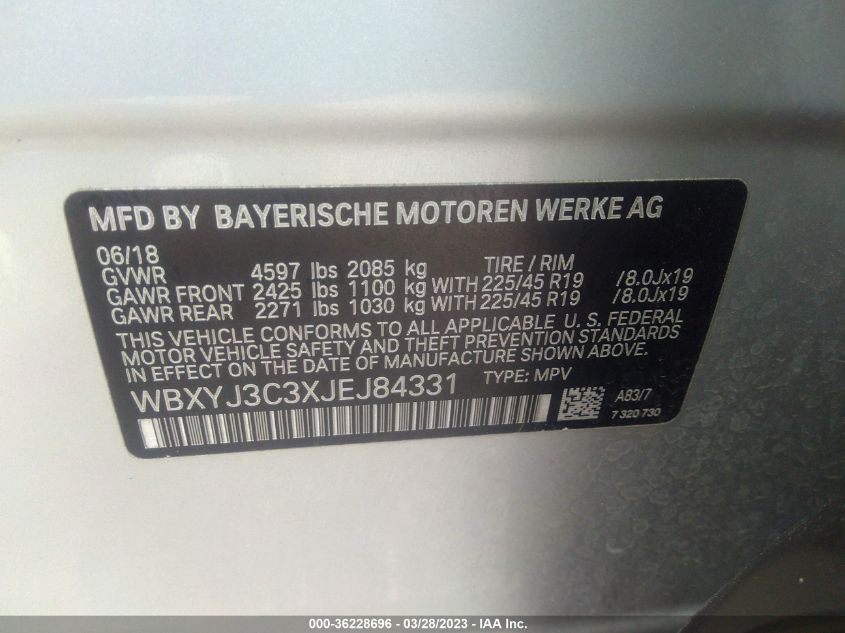 MFD BY BAYERISCHE MOTOREN WERKE AG
06/18
GVWR 4597 lbs 2085 kg TIRE / RIM
GAWR FRONT 2425 lbs 1100 kg WITH 225/45 R19 /8.0Jx19
GAWR REAR 2271 lbs 1030 kg WITH 225/45 R19 /8.0Jx19
THIS VEHICLE CONFORMS TO ALL APPLICABLE U. S. FEDERAL
MOTOR VEHICLE SAFETY AND THEFT PREVENTION STANDARDS
IN EFFECT ON THE DATE OF MANUFACTURE SHOWN ABOVE.
WBXYJ3C3XJEJ84331 TYPE: MPV
A83/7
7 320 730
000-36228696 - 03/28/2023 - IAA Inc.